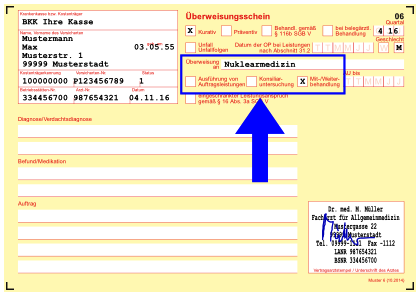 Krankenkasse bzw. Kostenträger
BKK Ihre Kasse
Name, Vorname des Versicherten
Mustermann
Max 03.05.55
Musterstr. 1
99999 Musterstadt
Kostenträgerkennung Versicherten-Nr. Status
100000000 P123456789 1
Betriebsstätten-Nr. Arzt-Nr. Datum
334456700 987654321 04.11.16
Überweisungsschein 06
Quartal
X Kurativ Präventiv Behandl. gemäß § 116b SGB V bei belegärztl. Behandlung 4 16
Geschlecht
Unfall Unfallfolgen Datum der OP bei Leistungen nach Abschnitt 31.2 T T M M J J W M
Überweisung an Nuklearmedizin
AU bis
Ausführung von Auftragsleistungen Konsiliaruntersuchung X Mit-/Weiterbehandlung
T T M M J J
eingeschränkter Leistungsanspruch gemäß § 16 Abs. 3a SGB V
Diagnose/Verdachtsdiagnose
Befund/Medikation
Auftrag
Dr. med. M. Müller
Facharzt für Allgemeinmedizin
Mustergasse 22
99999 Musterstadt
Tel. 09999-1111 Fax -1112
LANR 987654321
BSNR 334456700
Vertragsarztstempel / Unterschrift des Arztes
Muster 6 (10.2014)